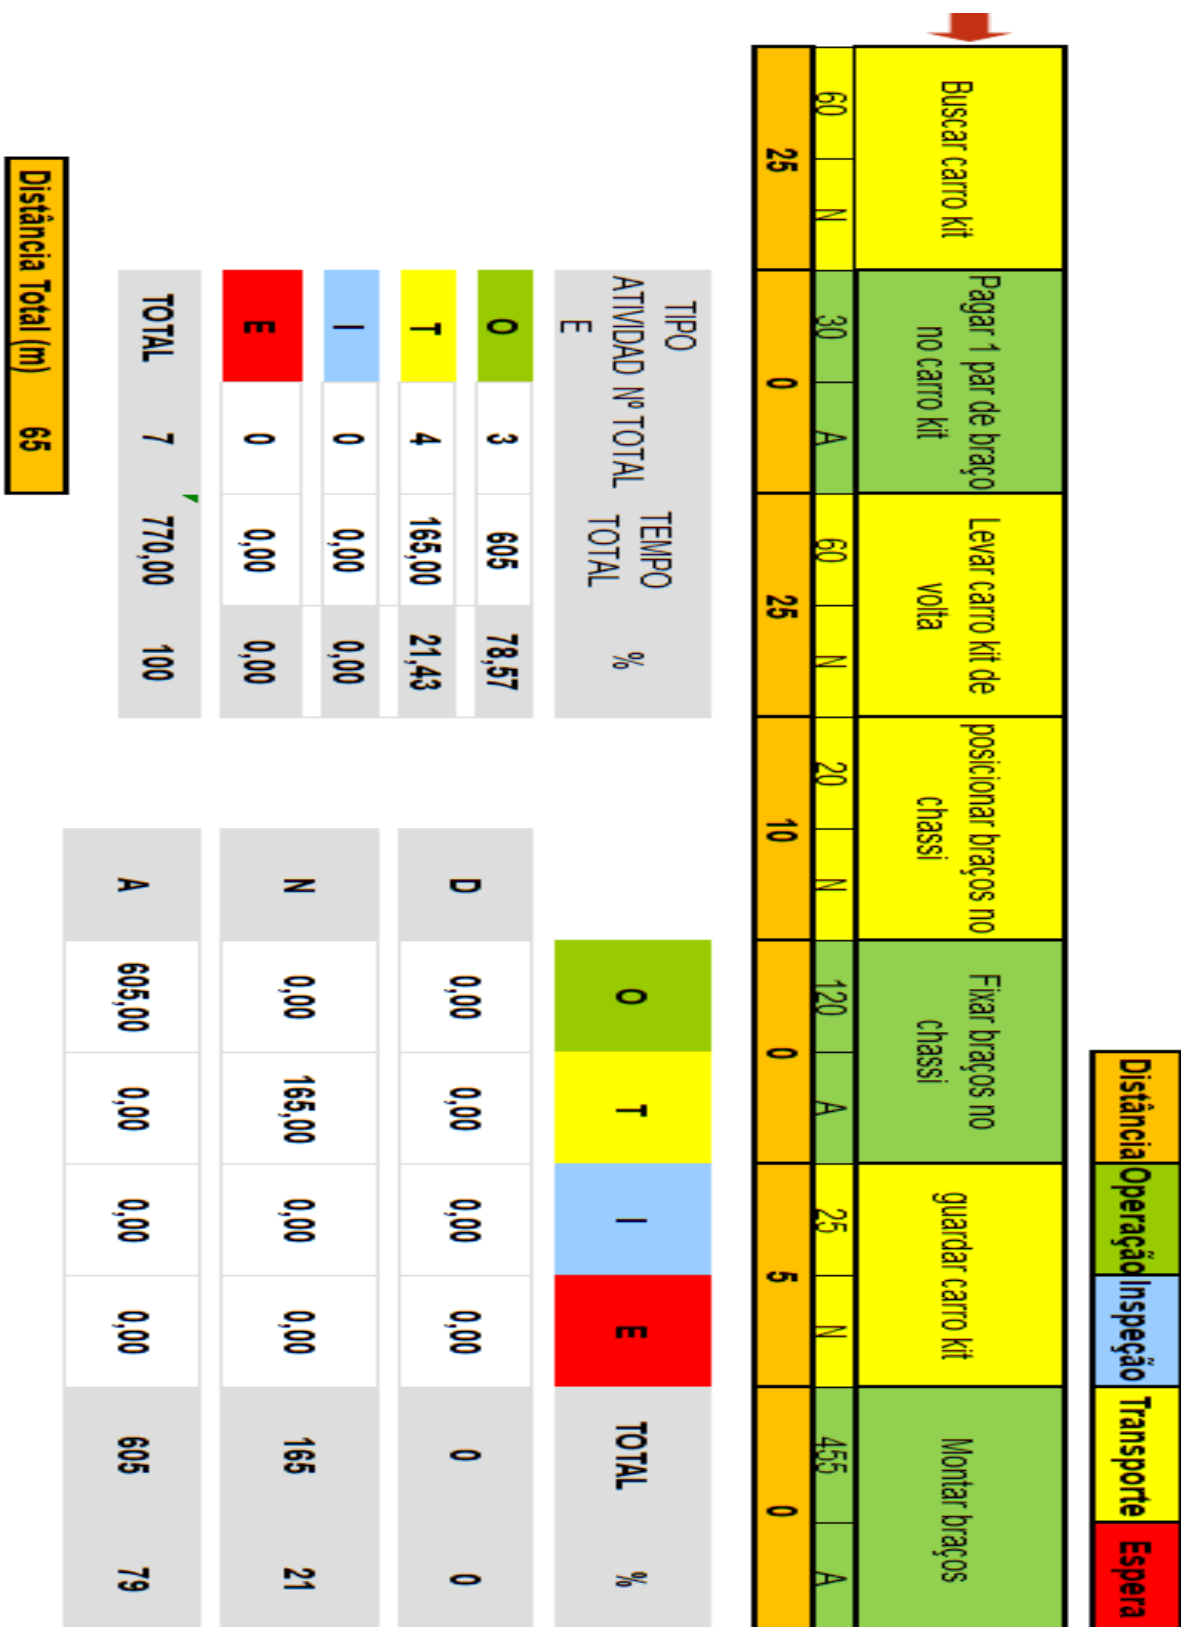 Distância Operação Inspeção Transporte Espera
Buscar carro kit
Pagar 1 par de braço
no carro kit
Levar carro kit de
volta
posicionar braços no
chassi
Fixar braços no
chassi
guardar carro kit
Montar braços
60 N 30 A 60 N 20 N 120 A 25 N 455 A
25 0 25 10 0 5 0
TIPO
ATIVIDAD
E
Nº TOTAL
TEMPO
TOTAL
%
O 3 605 78,57
T 4 165,00 21,43
I 0 0,00 0,00
E 0 0,00 0,00
TOTAL 7 770,00 100
O T I E TOTAL %
D 0,00 0,00 0,00 0,00 0 0
N 0,00 165,00 0,00 0,00 165 21
A 605,00 0,00 0,00 0,00 605 79
Distância Total (m) 65